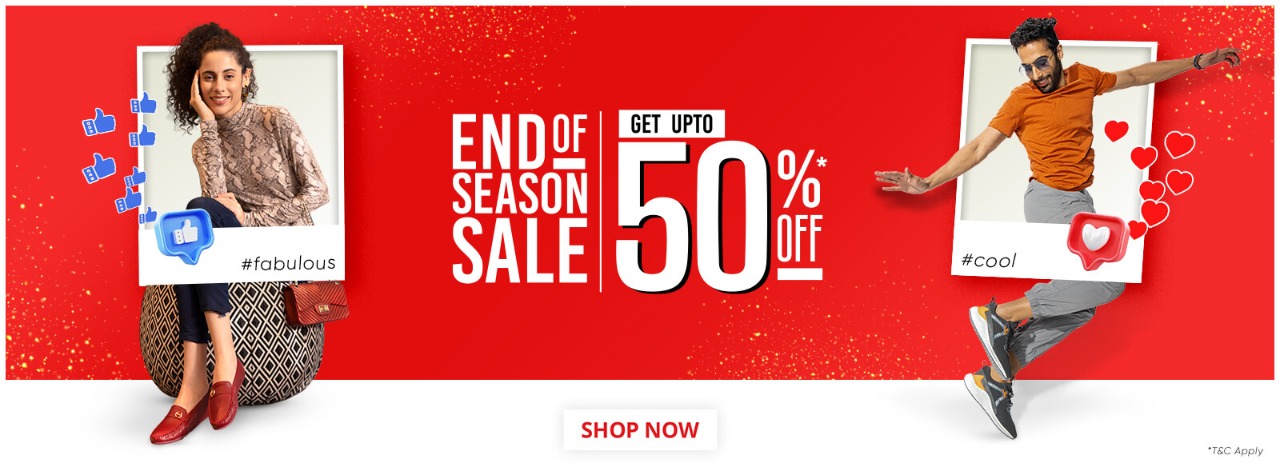 #fabulous
END OF
SEASON
SALE
GET UPTO
50%* OFF
#cool
SHOP NOW
*T&C Apply